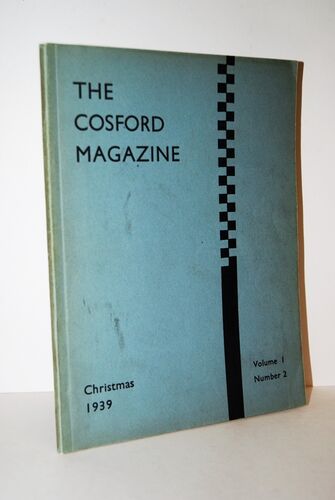 THE
COSFORD
MAGAZINE
Christmas
1939
Volume 1
Number 2